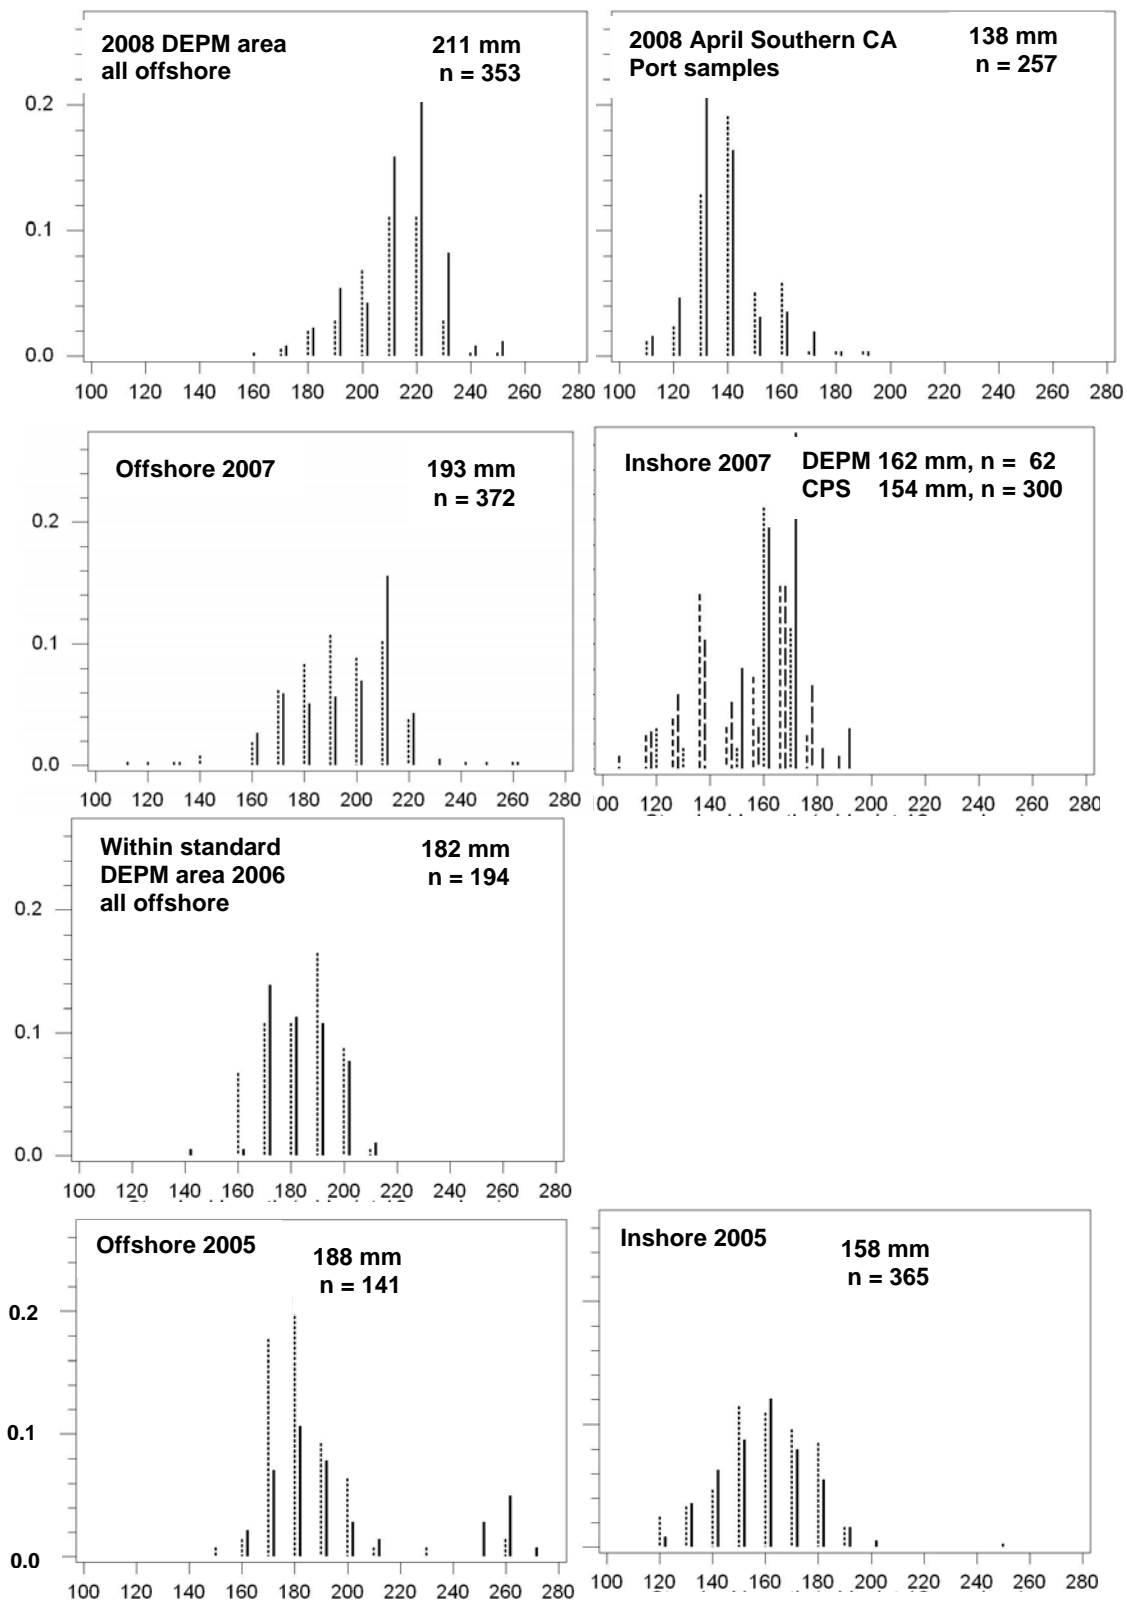 2008 DEPM area
all offshore
211 mm
n = 353
0.2
0.1
0.0
100 120 140 160 180 200 220 240 260 280
2008 April Southern CA
Port samples
138 mm
n = 257
100 120 140 160 180 200 220 240 260 280
Offshore 2007
193 mm
n = 372
0.2
0.1
0.0
100 120 140 160 180 200 220 240 260 280
Inshore 2007
DEPM 162 mm, n = 62
CPS 154 mm, n = 300
100 120 140 160 180 200 220 240 260 280
Within standard
DEPM area 2006
all offshore
182 mm
n = 194
0.2
0.1
0.0
100 120 140 160 180 200 220 240 260 280
Offshore 2005
188 mm
n = 141
0.2
0.1
0.0
100 120 140 160 180 200 220 240 260 280
Inshore 2005
158 mm
n = 365
100 120 140 160 180 200 220 240 260 280